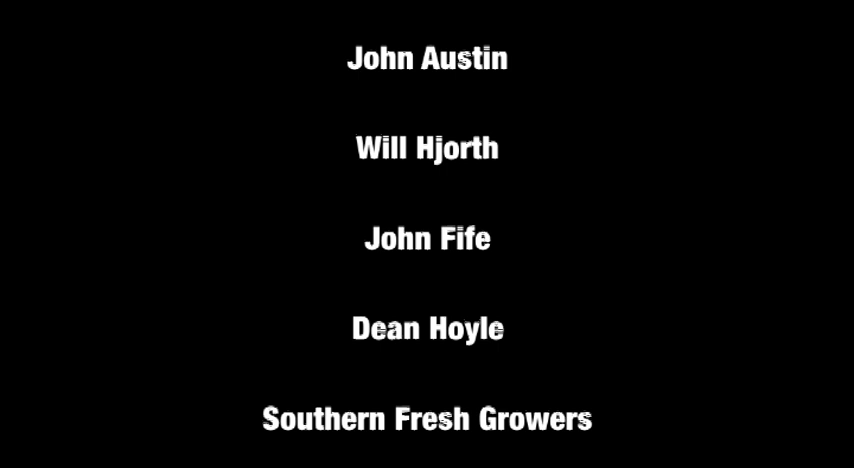 John Austin
Will Hjorth
John Fife
Dean Hoyle
Southern Fresh Growers